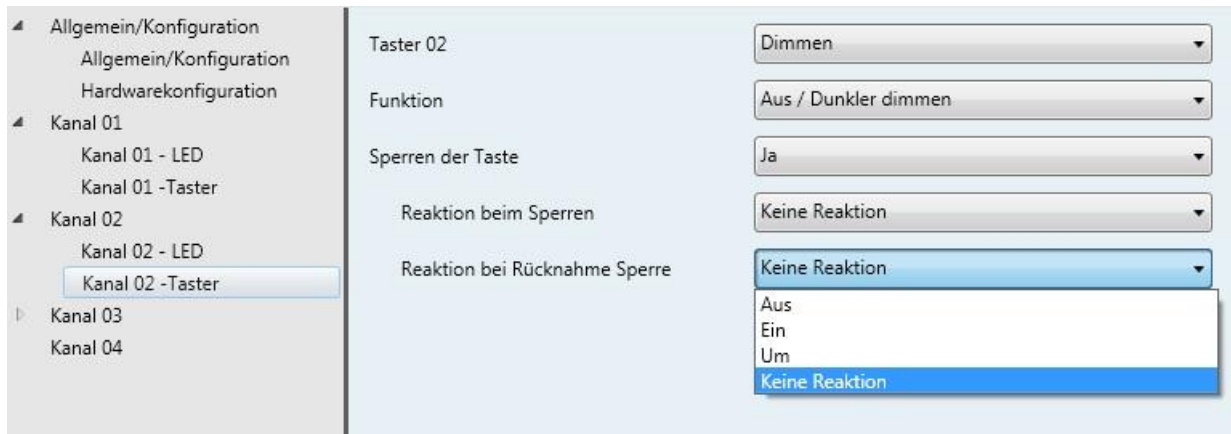 Allgemein/Konfiguration
Allgemein/Konfiguration
Hardwarekonfiguration
Kanal 01
Kanal 01 - LED
Kanal 01 -Taster
Kanal 02
Kanal 02 - LED
Kanal 02 -Taster
Kanal 03
Kanal 04
Taster 02 Dimmen
Funktion Aus / Dunkler dimmen
Sperren der Taste Ja
Reaktion beim Sperren Keine Reaktion
Reaktion bei Rücknahme Sperre Keine Reaktion
Aus
Ein
Um
Keine Reaktion